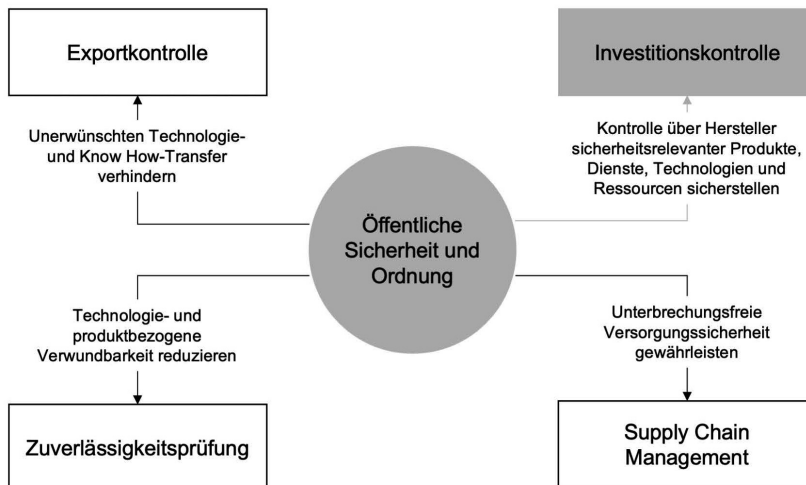 Exportkontrolle
Investitionskontrolle
Unerwünschten Technologie-
und Know How-Transfer
verhindern
Kontrolle über Hersteller
sicherheitsrelevanter Produkte,
Dienste, Technologien und
Ressourcen sicherstellen
Öffentliche
Sicherheit und
Ordnung
Technologie- und
produktbezogene
Verwundbarkeit reduzieren
Unterbrechungsfreie
Versorgungssicherheit
gewährleisten
Zuverlässigkeitsprüfung
Supply Chain
Management